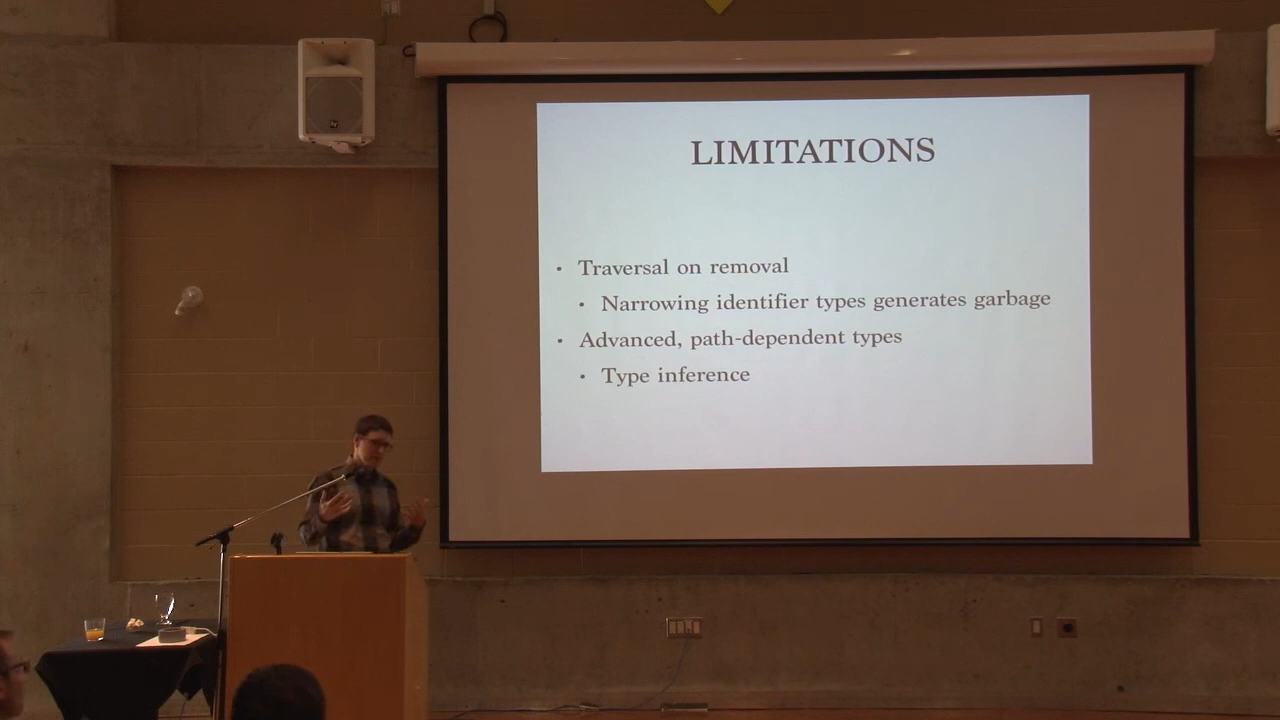 LIMITATIONS
• Traversal on removal
• Narrowing identifier types generates garbage
• Advanced, path-dependent types
• Type inference